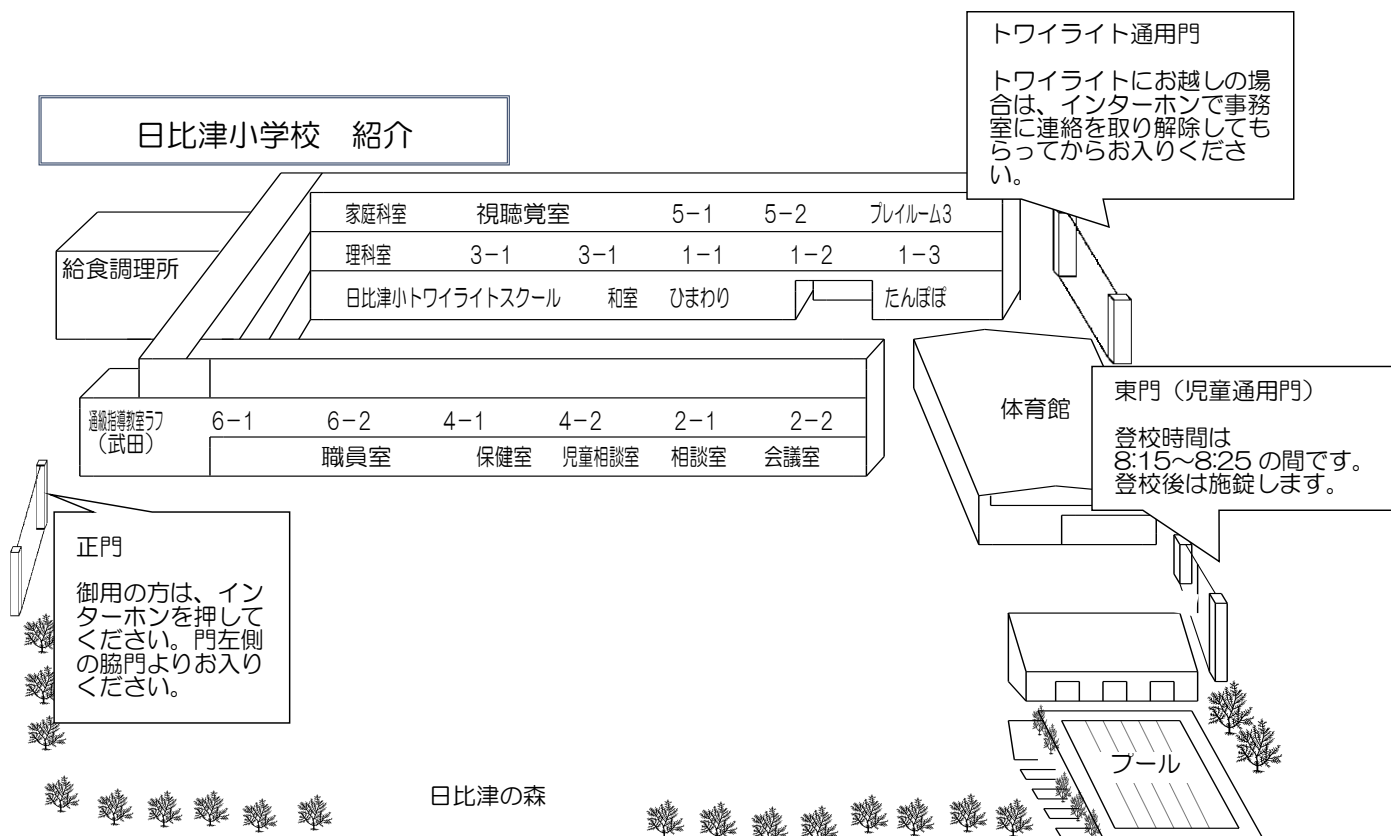 トワイライト通用門
トワイライトにお越しの場
合は、インターホンで事務
室に連絡を取り解除しても
らってからお入りくださ
い。
日比津小学校　紹介
家庭科室　視聴覚室　5-1　5-2　プレイルーム3
理科室　3-1　3-1　1-1　1-2　1-3
日比津小トワイライトスクール　和室　ひまわり　たんぽぽ
給食調理所
体育館
東門（児童通用門）
登校時間は
8:15～8:25 の間です。
登校後は施錠します。
通級指導教室ラフ
（武田）
6-1　6-2　4-1　4-2　2-1　2-2
職員室　保健室　児童相談室　相談室　会議室
正門
御用の方は、イン
ターホンを押して
ください。門左側
の脇門よりお入り
ください。
プール
日比津の森